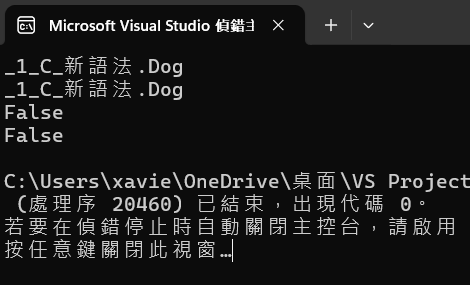 Microsoft Visual Studio 偵錯主
_1_C_新語法.Dog
_1_C_新語法.Dog
False
False
C:\Users\xavie\OneDrive\桌面\VS Project
(處理序 20460) 已結束，出現代碼 0。
若要在偵錯停止時自動關閉主控台，請啟用
按任意鍵關閉此視窗…